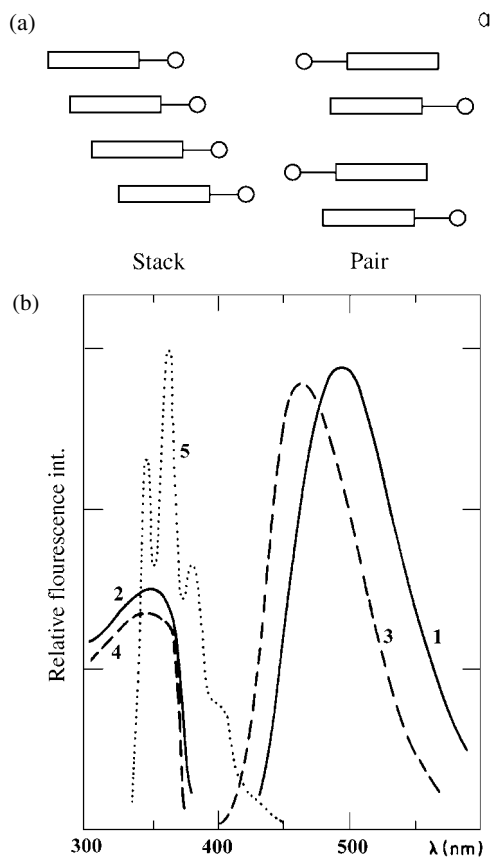 (a)
a
Stack Pair
(b)
Relative flourescence int.
5
2
4
3 1
300 400 500 λ (nm)